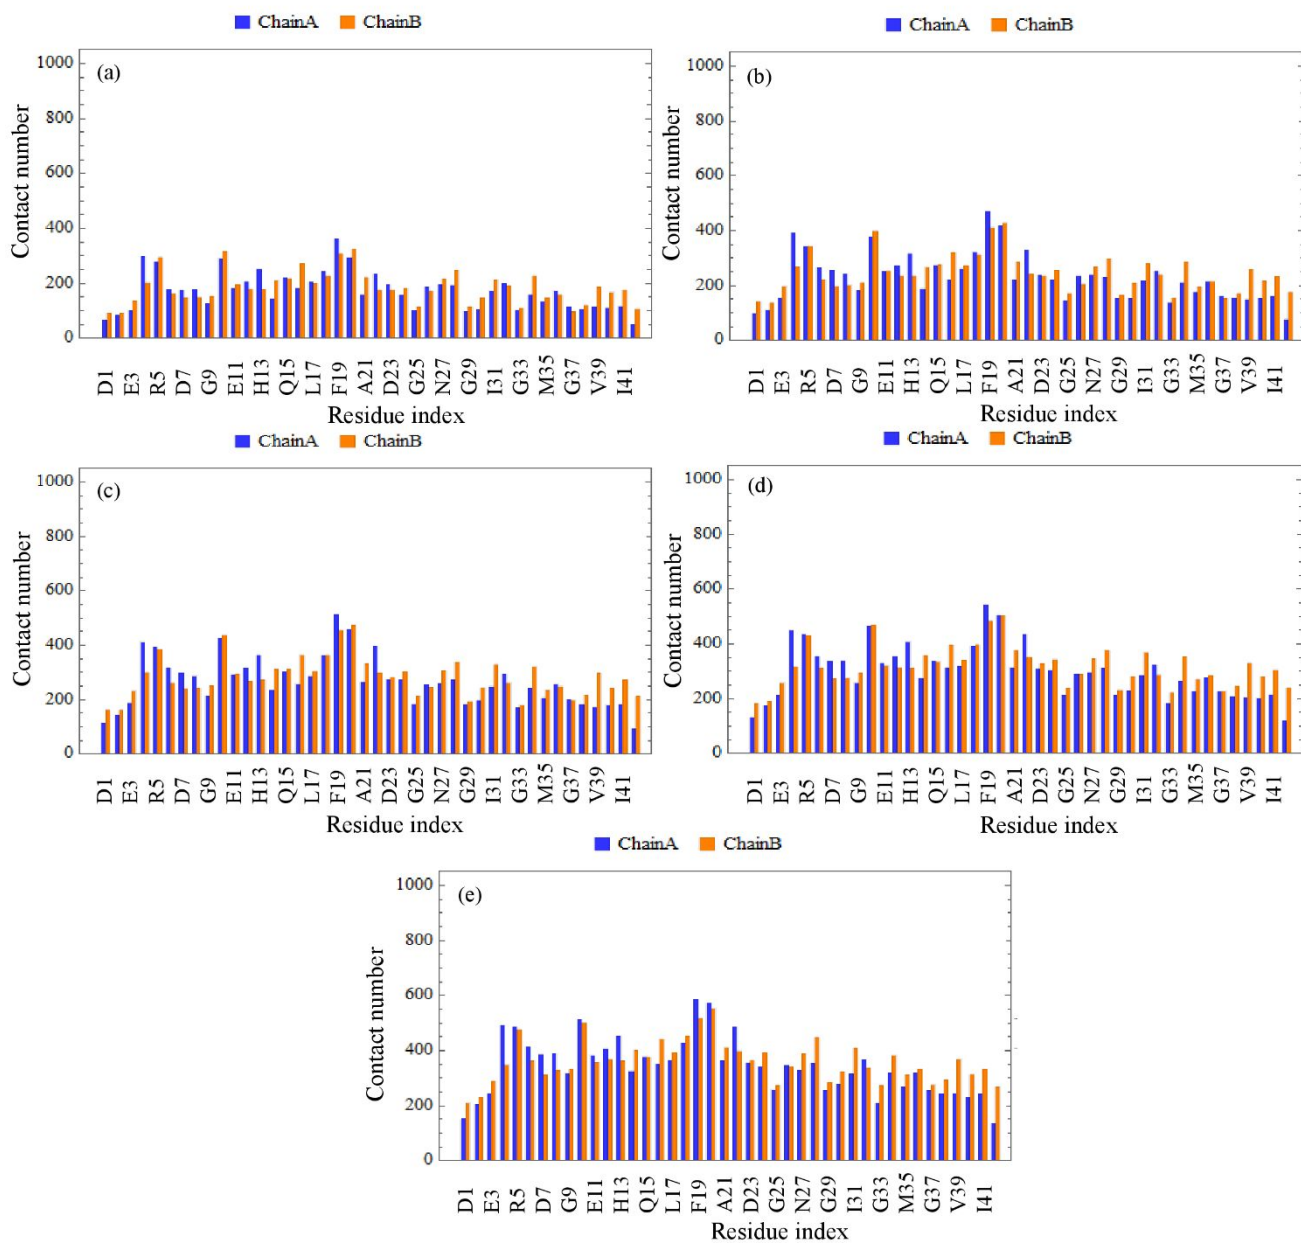 ChainA ChainB
(a)
Contact number
1000
800
600
400
200
0
D1 E3 R5 D7 G9 E11 H13 Q15 L17 F19 A21 D23 G25 N27 G29 I31 G33 M35 G37 V39 I41
Residue index
ChainA ChainB
(b)
Contact number
1000
800
600
400
200
0
D1 E3 R5 D7 G9 E11 H13 Q15 L17 F19 A21 D23 G25 N27 G29 I31 G33 M35 G37 V39 I41
Residue index
ChainA ChainB
(c)
Contact number
1000
800
600
400
200
0
D1 E3 R5 D7 G9 E11 H13 Q15 L17 F19 A21 D23 G25 N27 G29 I31 G33 M35 G37 V39 I41
Residue index
ChainA ChainB
(d)
Contact number
1000
800
600
400
200
0
D1 E3 R5 D7 G9 E11 H13 Q15 L17 F19 A21 D23 G25 N27 G29 I31 G33 M35 G37 V39 I41
Residue index
ChainA ChainB
(e)
Contact number
1000
800
600
400
200
0
D1 E3 R5 D7 G9 E11 H13 Q15 L17 F19 A21 D23 G25 N27 G29 I31 G33 M35 G37 V39 I41
Residue index